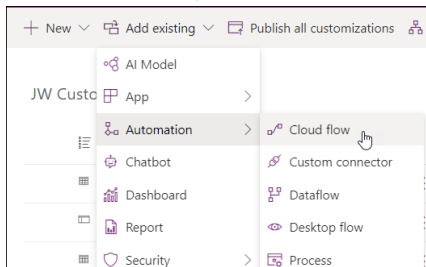 New Add existing Publish all customizations
AI Model
JW Custo
App
Automation
Cloud flow
Chatbot
Custom connector
Dashboard
Dataflow
Report
Desktop flow
Security
Process